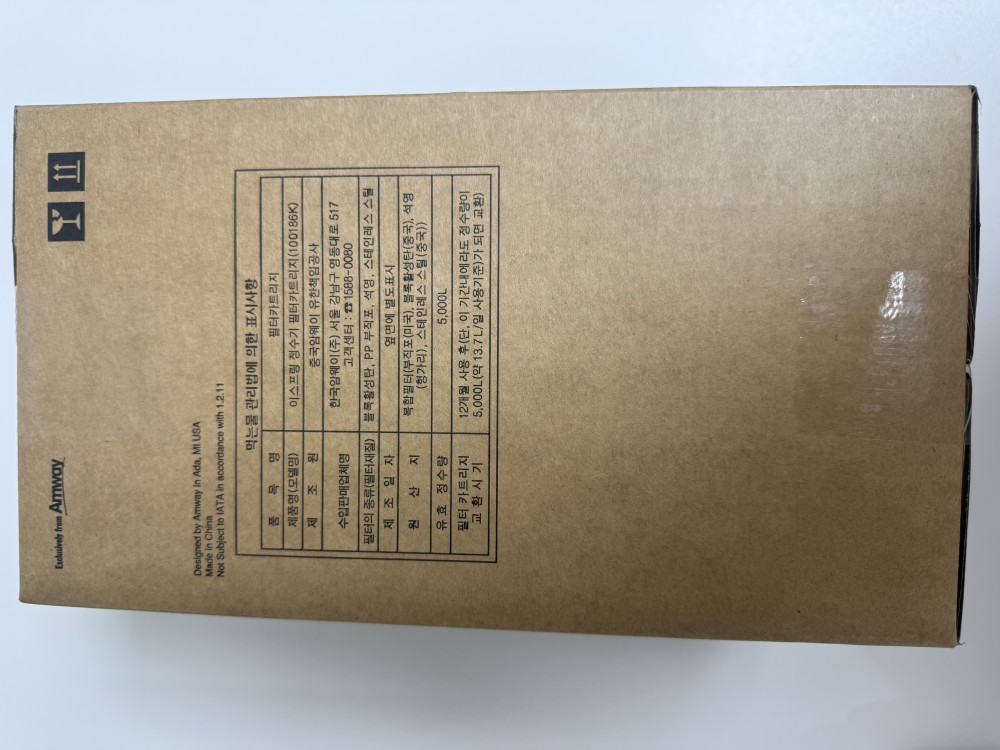 Exclusively from Amway
Designed by Amway in Ada, MI USA
Made in China
Not Subject to IATA in accordance with 1.2.11
먹는물 관리법에 의한 표시사항
품 목 명 필터카트리지
제품명(모델명) 이스프링 정수기 필터카트리지(100186K)
제 조 원 중국암웨이 유한책임공사
수입판매업체명 한국암웨이(주) 서울 강남구 영동대로 517
고객센터 : ☎1588-0080
필터의 종류(필터재질) 블록활성탄, PP 부직포, 석영, 스테인레스 스틸
제 조 일 자 옆면에 별도표시
원 산 지 복합필터(부직포(미국), 블록활성탄(중국), 석영
(헝가리), 스테인레스 스틸(중국))
유효 정수량 5,000L
필터 카트리지 12개월 사용 후(단, 이 기간내에라도 정수량이
교 환 시 기 5,000L(약 13.7L/일 사용기준)가 되면 교환)